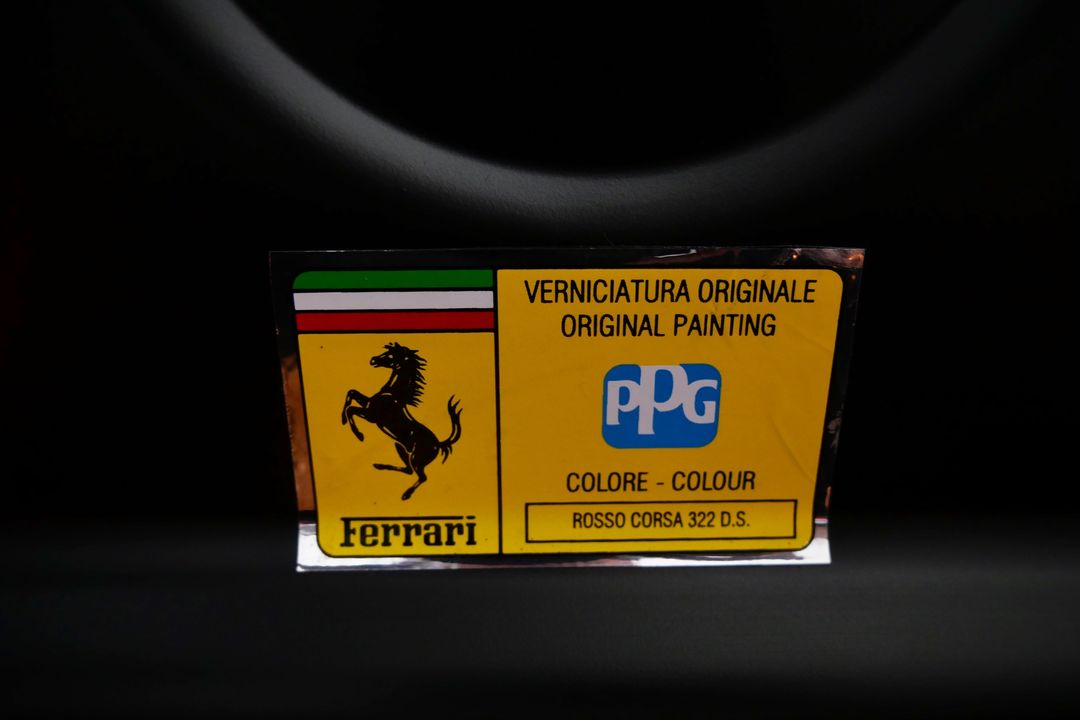 VERNICIATURA ORIGINALE
ORIGINAL PAINTING
PPG
COLORE - COLOUR
ROSSO CORSA 322 D.S.
Ferrari